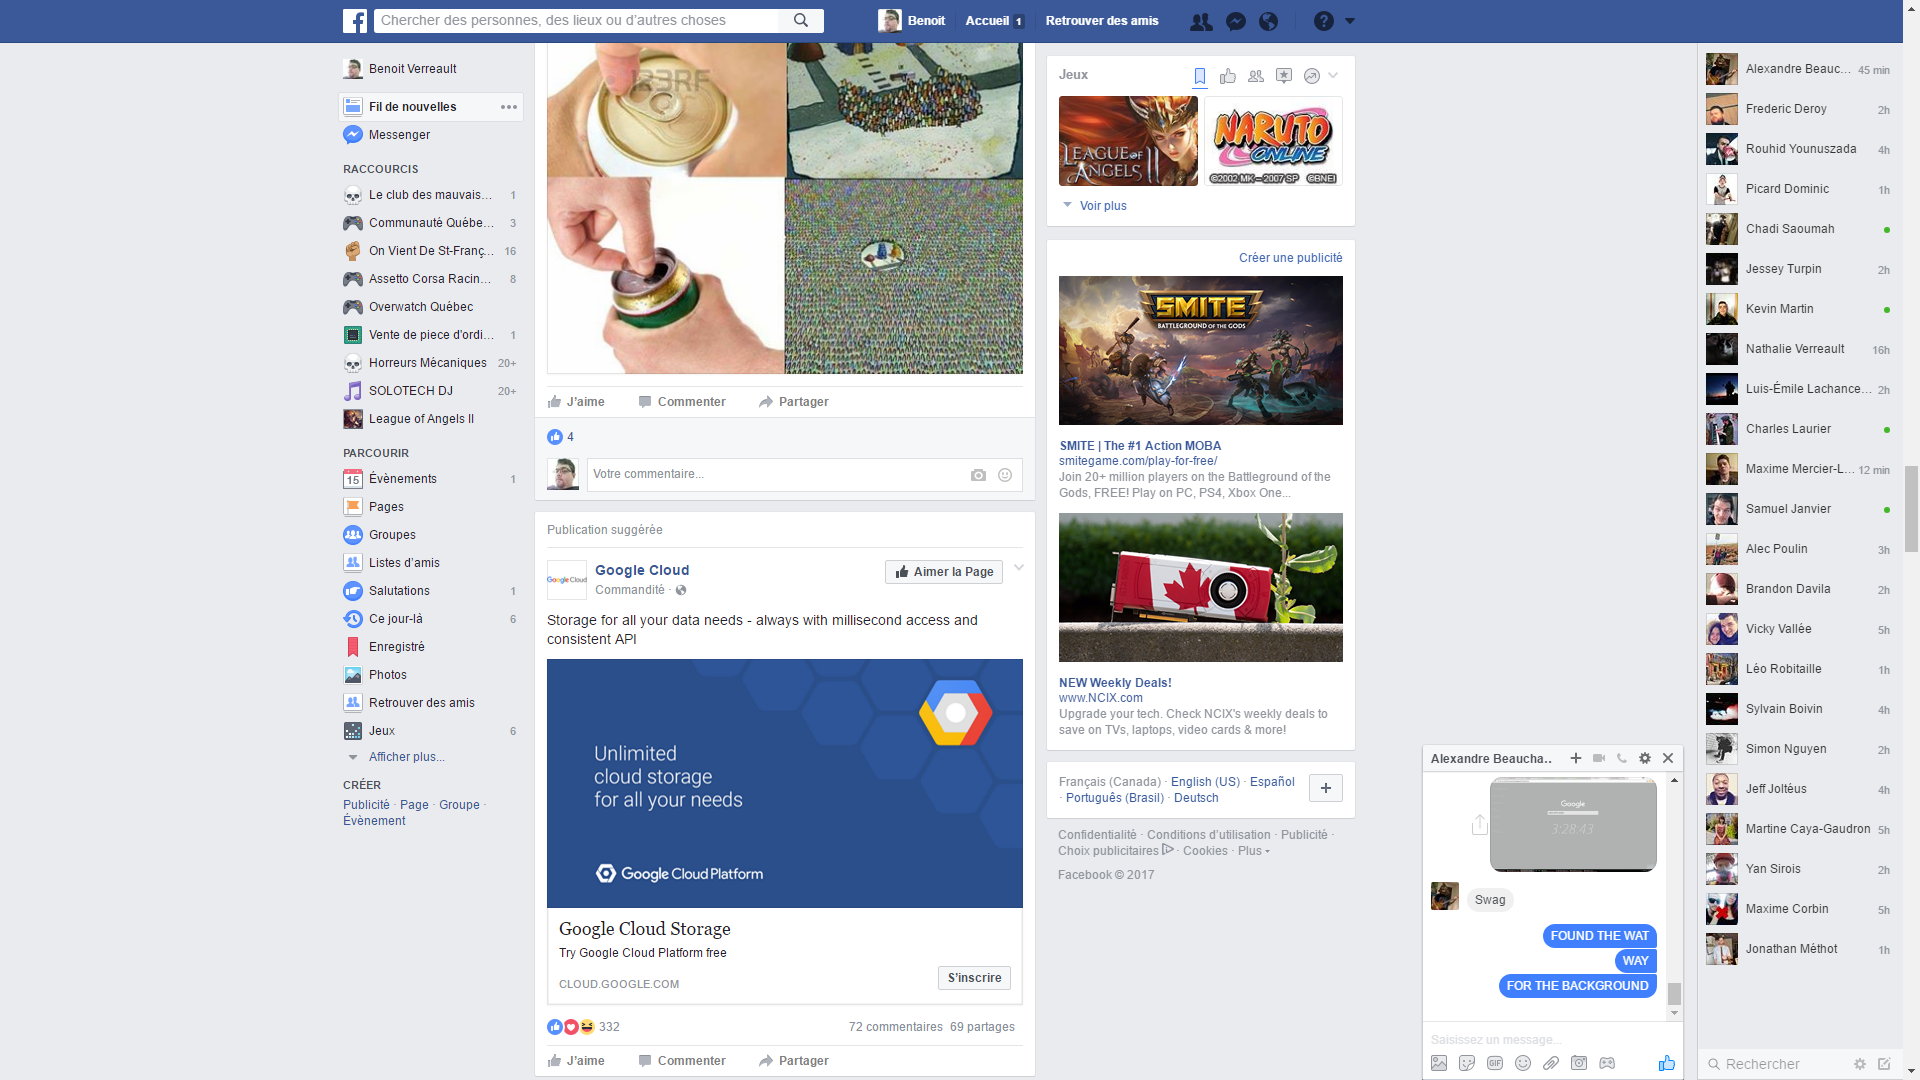 Chercher des personnes, des lieux ou d'autres choses
Benoit
Accueil 1
Retrouver des amis
Benoit Verreault
Fil de nouvelles
Messenger
RACCOURCIS
Le club des mauvais... 1
Communauté Québe... 3
On Vient De St-Franç... 16
Assetto Corsa Racin... 8
Overwatch Québec
Vente de piece d'ordi... 1
Horreurs Mécaniques 20+
SOLOTECH DJ 20+
League of Angels II
PARCOURIR
15 Évènements 1
Pages
Groupes
Listes d'amis
Salutations 1
Ce jour-là 6
Enregistré
Photos
Retrouver des amis
Jeux 6
Afficher plus...
CRÉER
Publicité · Page · Groupe ·
Évènement
123RF
J'aime Commenter Partager
4
Votre commentaire...
Publication suggérée
Google Cloud
Google Cloud
Commandité ·
Aimer la Page
Storage for all your data needs - always with millisecond access and
consistent API
Unlimited
cloud storage
for all your needs
Google Cloud Platform
Google Cloud Storage
Try Google Cloud Platform free
CLOUD.GOOGLE.COM
S'inscrire
332
72 commentaires 69 partages
J'aime Commenter Partager
Jeux
LEAGUE OF
ANGELS II
NARUTO
ONLINE
©2002 MK – 2007 SP ©BNEI
Voir plus
Créer une publicité
SMITE
BATTLEGROUND OF THE GODS
SMITE | The #1 Action MOBA
smitegame.com/play-for-free/
Join 20+ million players on the Battleground of the
Gods, FREE! Play on PC, PS4, Xbox One...
NEW Weekly Deals!
www.NCIX.com
Upgrade your tech. Check NCIX's weekly deals to
save on TVs, laptops, video cards & more!
Français (Canada) · English (US) · Español
· Português (Brasil) · Deutsch
Confidentialité · Conditions d'utilisation · Publicité ·
Choix publicitaires · Cookies · Plus
Facebook © 2017
Alexandre Beaucha..
Google
3:28:43
Swag
FOUND THE WAT
WAY
FOR THE BACKGROUND
Saisissez un message...
GIF
Alexandre Beauc... 45 min
Frederic Deroy 2h
Rouhid Younuszada 4h
Picard Dominic 1h
Chadi Saoumah
Jessey Turpin 2h
Kevin Martin
Nathalie Verreault 16h
Luis-Émile Lachance... 2h
Charles Laurier
Maxime Mercier-L... 12 min
Samuel Janvier
Alec Poulin 3h
Brandon Davila 2h
Vicky Vallée 5h
Léo Robitaille 1h
Sylvain Boivin 4h
Simon Nguyen 2h
Jeff Joltéus 4h
Martine Caya-Gaudron 5h
Yan Sirois 2h
Maxime Corbin 5h
Jonathan Méthot 1h
Rechercher